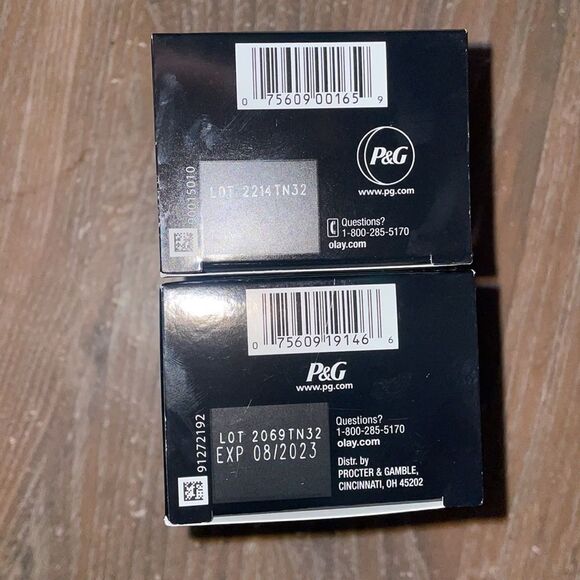 0 75609 00165 9
P&G
www.pg.com
90015010
LOT 2214TN32
Questions?
1-800-285-5170
olay.com
0 75609 19146 6
P&G
www.pg.com
91272192
LOT 2069TN32
EXP 08/2023
Questions?
1-800-285-5170
olay.com
Distr. by
PROCTER & GAMBLE,
CINCINNATI, OH 45202